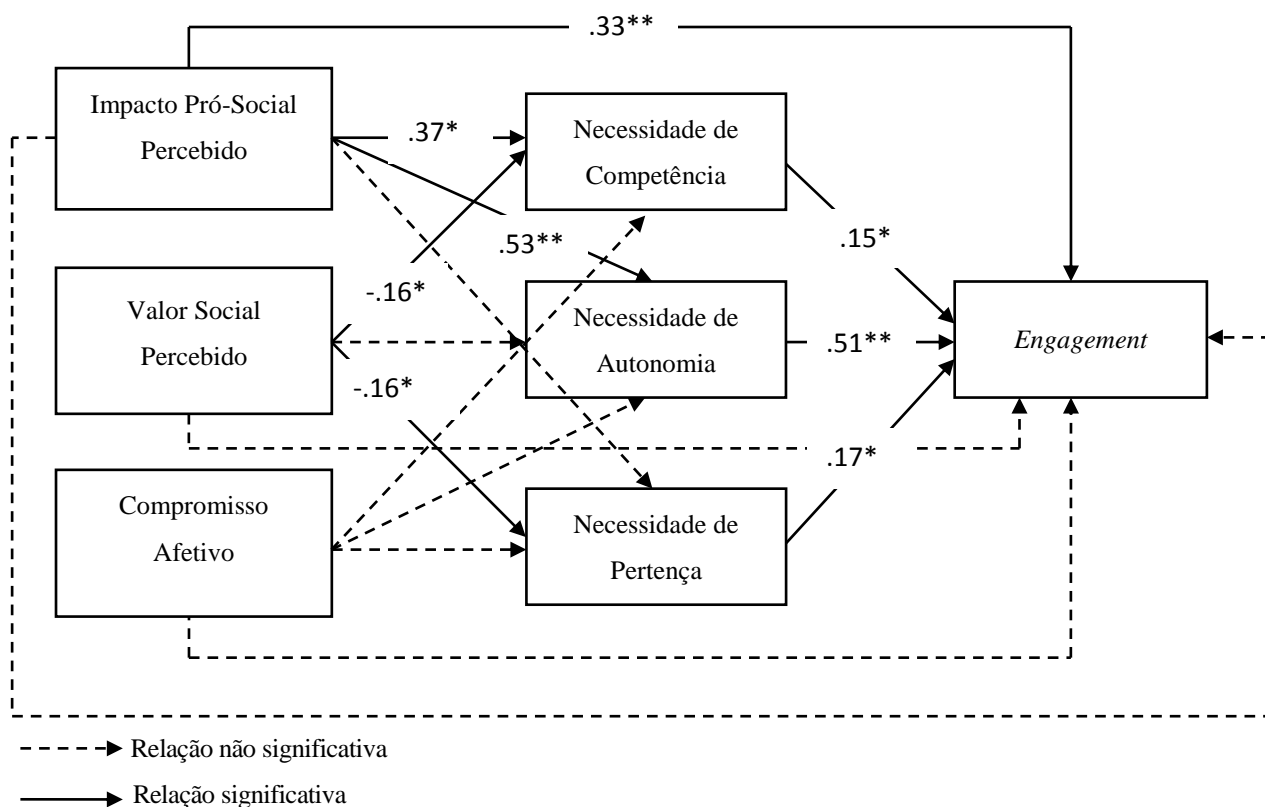 .33**
Impacto Pró-Social
Percebido
.37*
Necessidade de
Competência
.53**
.15*
Valor Social
Percebido
-.16*
-.16*
Necessidade de
Autonomia
.51**
Engagement
.17*
Compromisso
Afetivo
Necessidade de
Pertença
Relação não significativa
Relação significativa